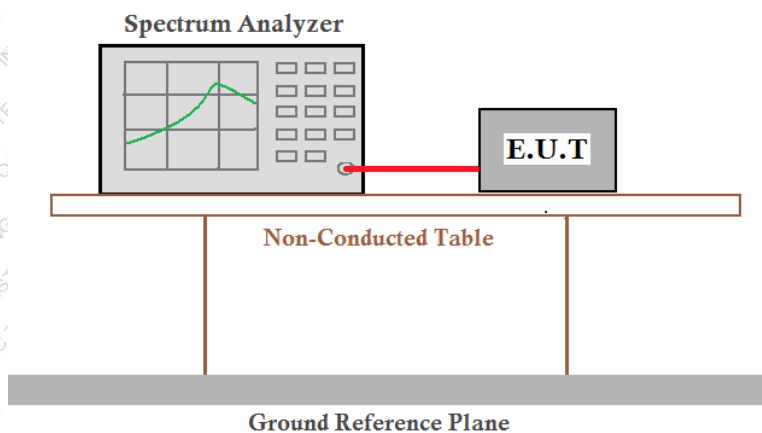 Spectrum Analyzer
E.U.T
Non-Conducted Table
Ground Reference Plane